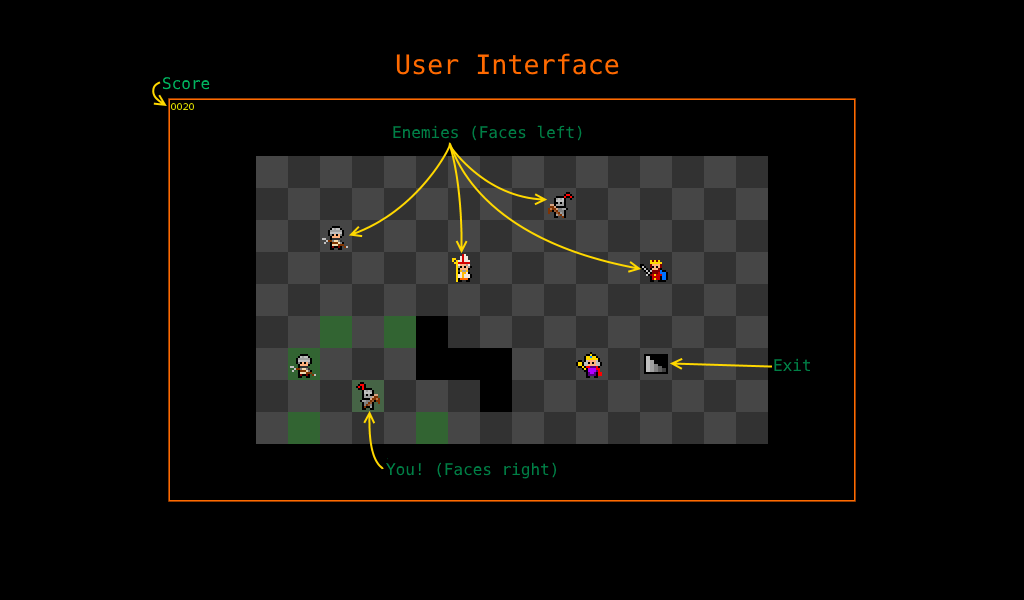 User Interface
Score
0020
Enemies (Faces left)
Exit
You! (Faces right)